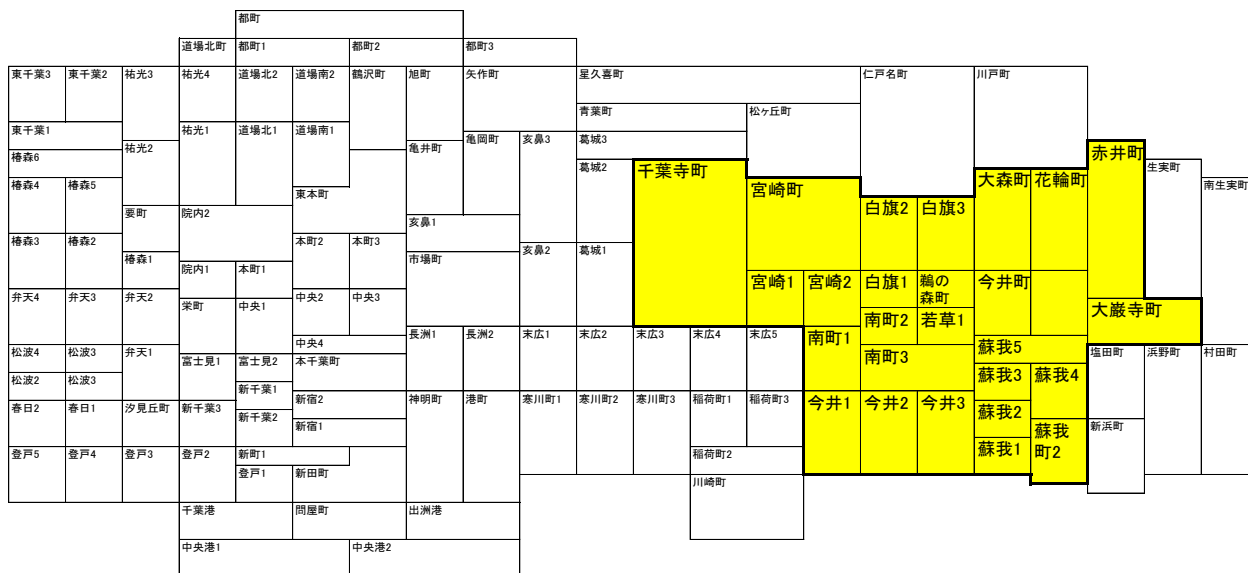 都町
道場北町 都町1 都町2 都町3
東千葉3 東千葉2 祐光3 祐光4 道場北2 道場南2 鶴沢町 旭町 矢作町 星久喜町 仁戸名町 川戸町
青葉町 松ヶ丘町
東千葉1 祐光1 道場北1 道場南1 亀岡町 亥鼻3 葛城3
祐光2 亀井町 赤井町
椿森6 葛城2 千葉寺町 生実町
椿森4 椿森5 宮崎町 大森町 花輪町 南生実町
東本町
要町 院内2 白旗2 白旗3
亥鼻1
椿森3 椿森2 本町2 本町3
亥鼻2 葛城1
椿森1 市場町
院内1 本町1 宮崎1 宮崎2 白旗1 鵜の
森町 今井町
弁天4 弁天3 弁天2 中央2 中央3
栄町 中央1 大巌寺町
南町2 若草1
長洲1 長洲2 末広1 末広2 末広3 末広4 末広5 南町1
中央4
松波4 松波3 弁天1 蘇我5 塩田町 浜野町 村田町
富士見1 富士見2 本千葉町 南町3
蘇我3 蘇我4
松波2 松波3
新千葉1
新宿2 神明町 港町 寒川町1 寒川町2 寒川町3 稲荷町1 稲荷町3 今井1 今井2 今井3
春日2 春日1 汐見丘町 新千葉3 蘇我2
新千葉2 新宿1 蘇我
町2 新浜町
登戸5 登戸4 登戸3 登戸2 新町1 稲荷町2 蘇我1
登戸1 新田町
川崎町
千葉港 問屋町 出洲港
中央港1 中央港2